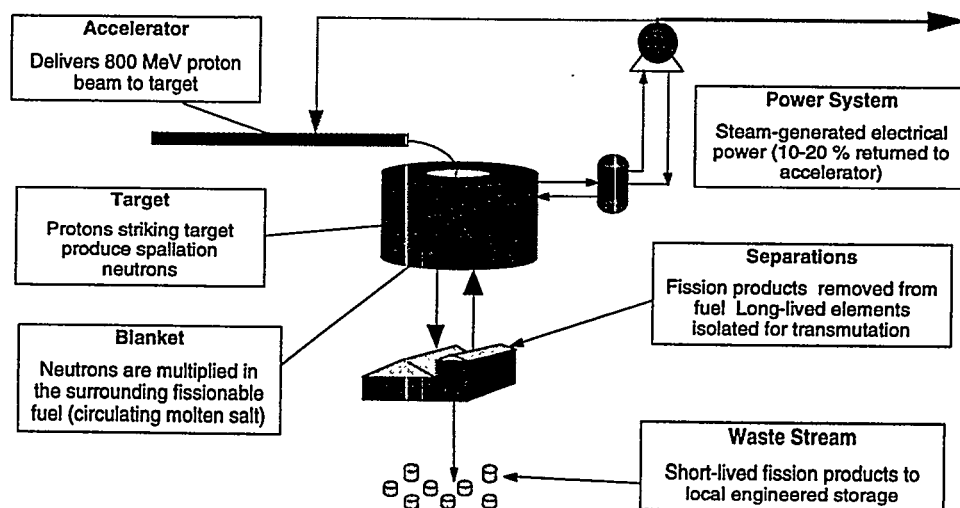 Accelerator
Delivers 800 MeV proton
beam to target
Power System
Steam-generated electrical
power (10-20 % returned to
accelerator)
Target
Protons striking target
produce spallation
neutrons
Separations
Fission products removed from
fuel Long-lived elements
isolated for transmutation
Blanket
Neutrons are multiplied in
the surrounding fissionable
fuel (circulating molten salt)
Waste Stream
Short-lived fission products to
local engineered storage